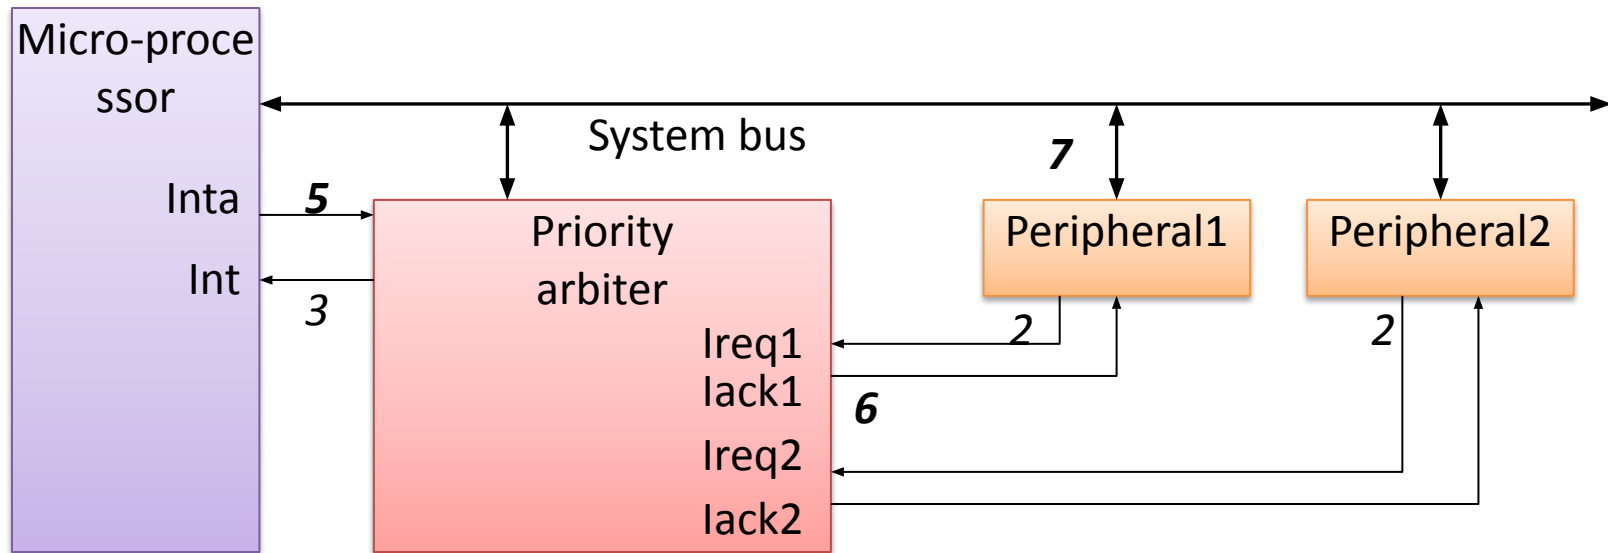 Micro-proce
ssor
System bus
7
Inta
5
Priority
arbiter
Peripheral1
Peripheral2
Int
3
Ireq1
2
2
Iack1
6
Ireq2
Iack2